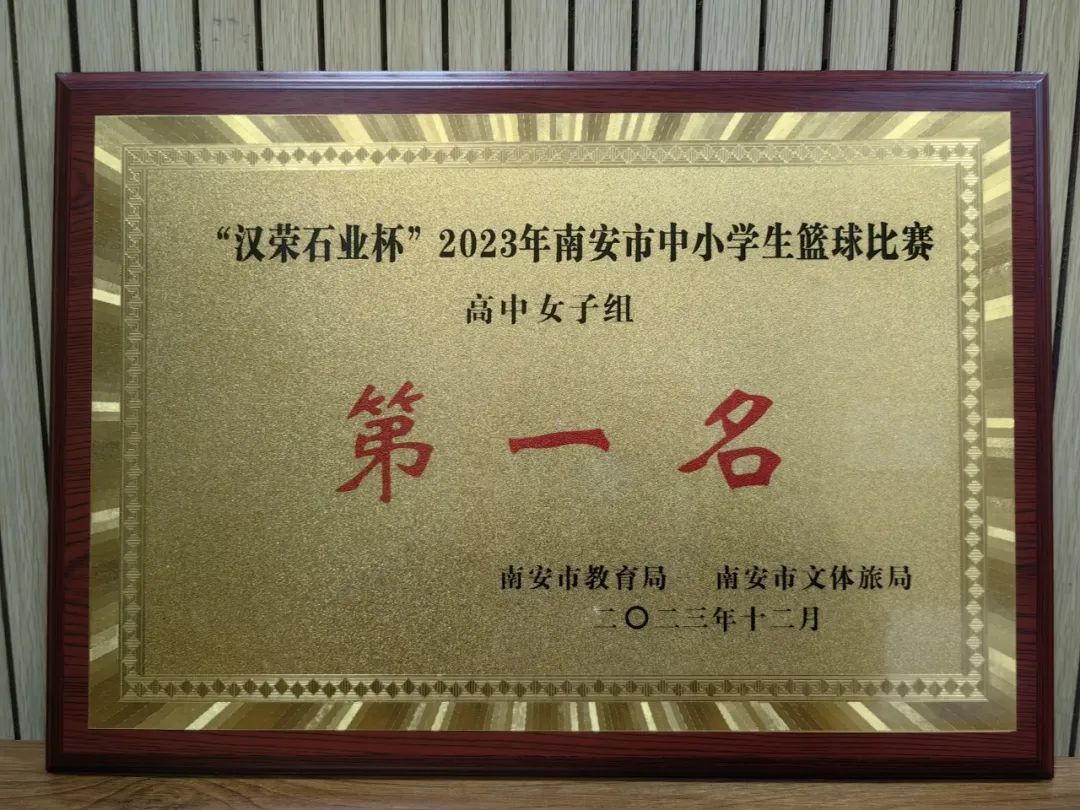 “汉荣石业杯”2023年南安市中小学生篮球比赛
高中女子组
第一名
南安市教育局 南安市文体旅局
二〇二三年十二月